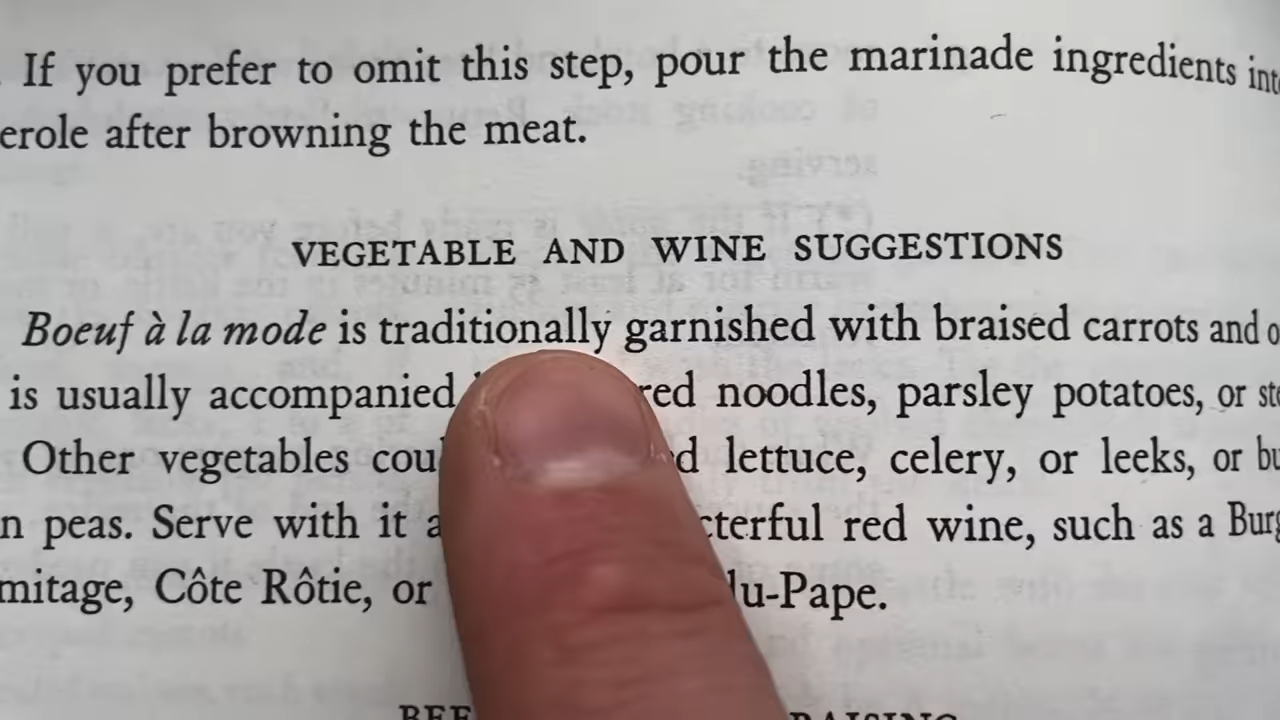 If you prefer to omit this step, pour the marinade ingredients
erole after browning the meat.
VEGETABLE AND WINE SUGGESTIONS
Boeuf à la mode is traditionally garnished with braised carrots and
is usually accompanied red noodles, parsley potatoes, or
Other vegetables lettuce, celery, or leeks, or
n peas. Serve with it a cterful red wine, such as a
mitage, Côte Rôtie, or du-Pape.